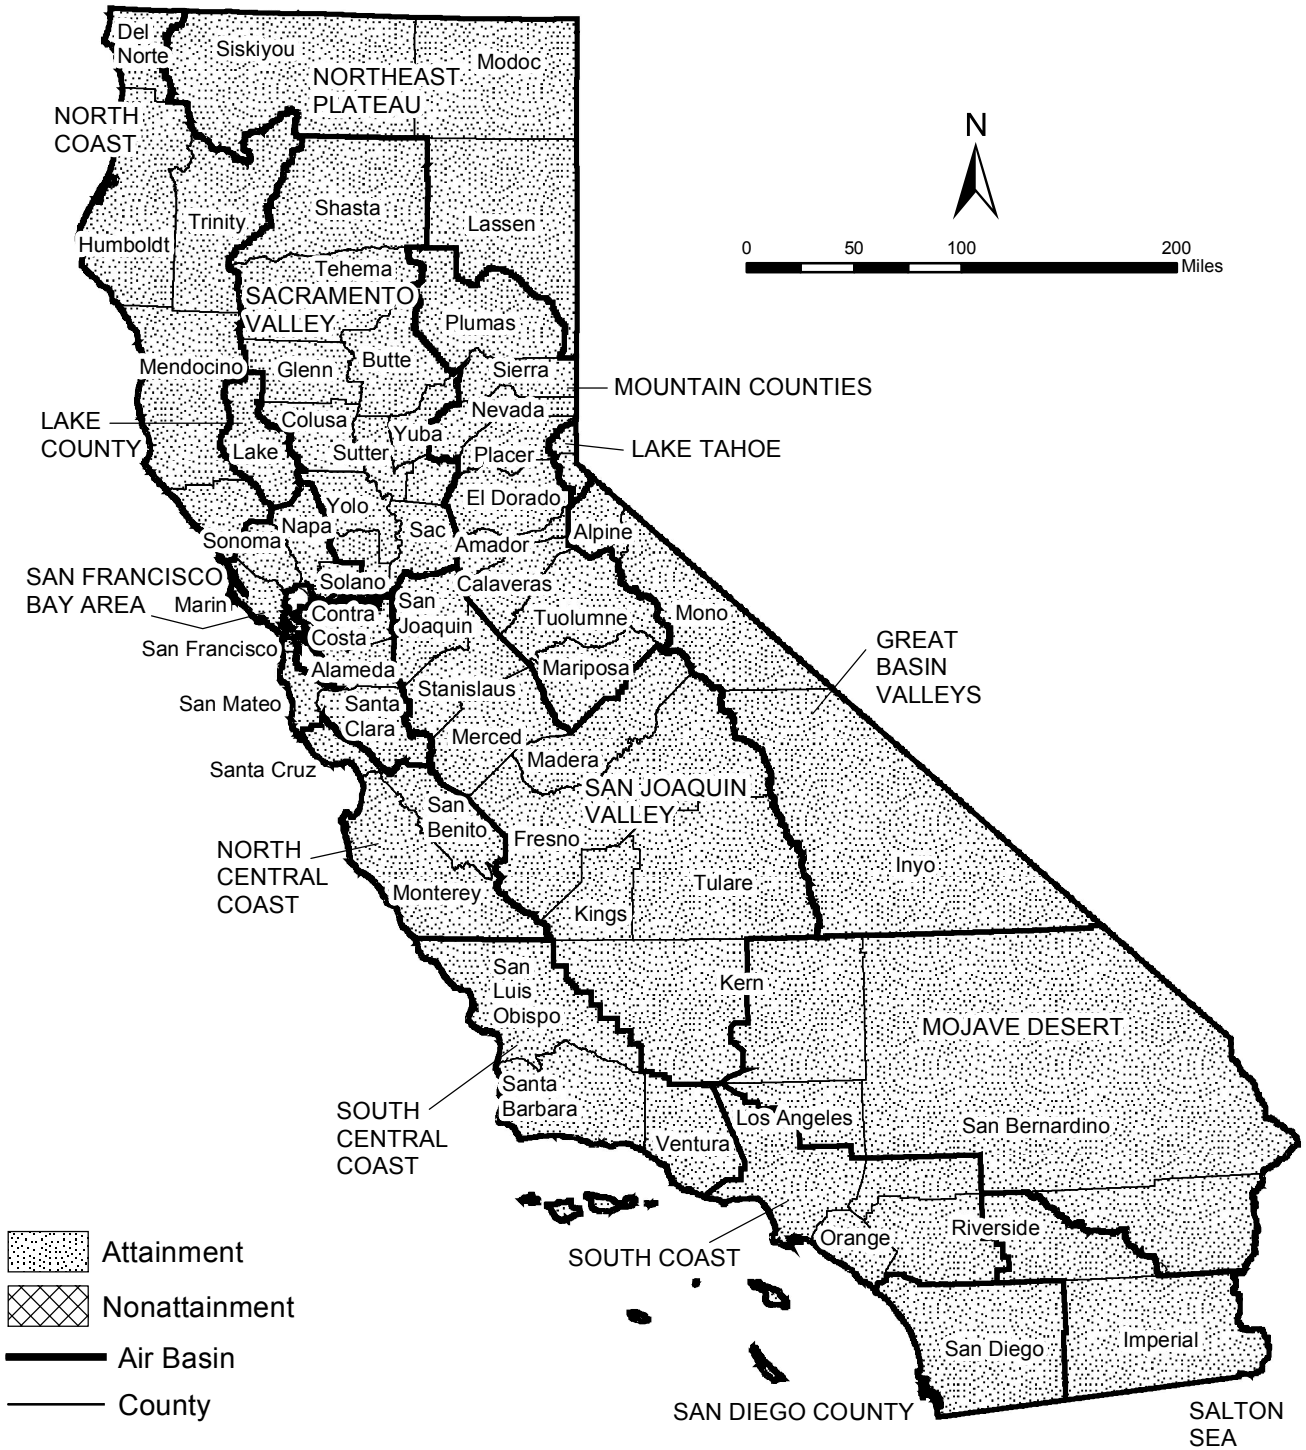 Del
Norte
Siskiyou
Modoc
NORTHEAST
PLATEAU
NORTH
COAST
N
Shasta
Trinity
Lassen
Humboldt
0 50 100 200
Miles
Tehema
SACRAMENTO
VALLEY
Plumas
Mendocino
Glenn
Butte
Sierra
MOUNTAIN COUNTIES
Nevada
LAKE
COUNTY
Colusa
Yuba
Lake
Sutter
Placer
LAKE TAHOE
El Dorado
Yolo
Napa
Sac
Sonoma
Amador
Alpine
SAN FRANCISCO
BAY AREA
Solano
Calaveras
Marin
Contra
Costa
San
Joaquin
Tuolumne
Mono
San Francisco
Alameda
Mariposa
GREAT
BASIN
VALLEYS
Stanislaus
San Mateo
Santa
Clara
Merced
Madera
Santa Cruz
SAN JOAQUIN
VALLEY
San
Benito
Fresno
NORTH
CENTRAL
COAST
Inyo
Monterey
Tulare
Kings
San
Luis
Obispo
Kern
MOJAVE DESERT
Santa
Barbara
SOUTH
CENTRAL
COAST
Los Angeles
San Bernardino
Ventura
Riverside
Orange
SOUTH COAST
Attainment
Nonattainment
Air Basin
County
San Diego
Imperial
SAN DIEGO COUNTY
SALTON
SEA